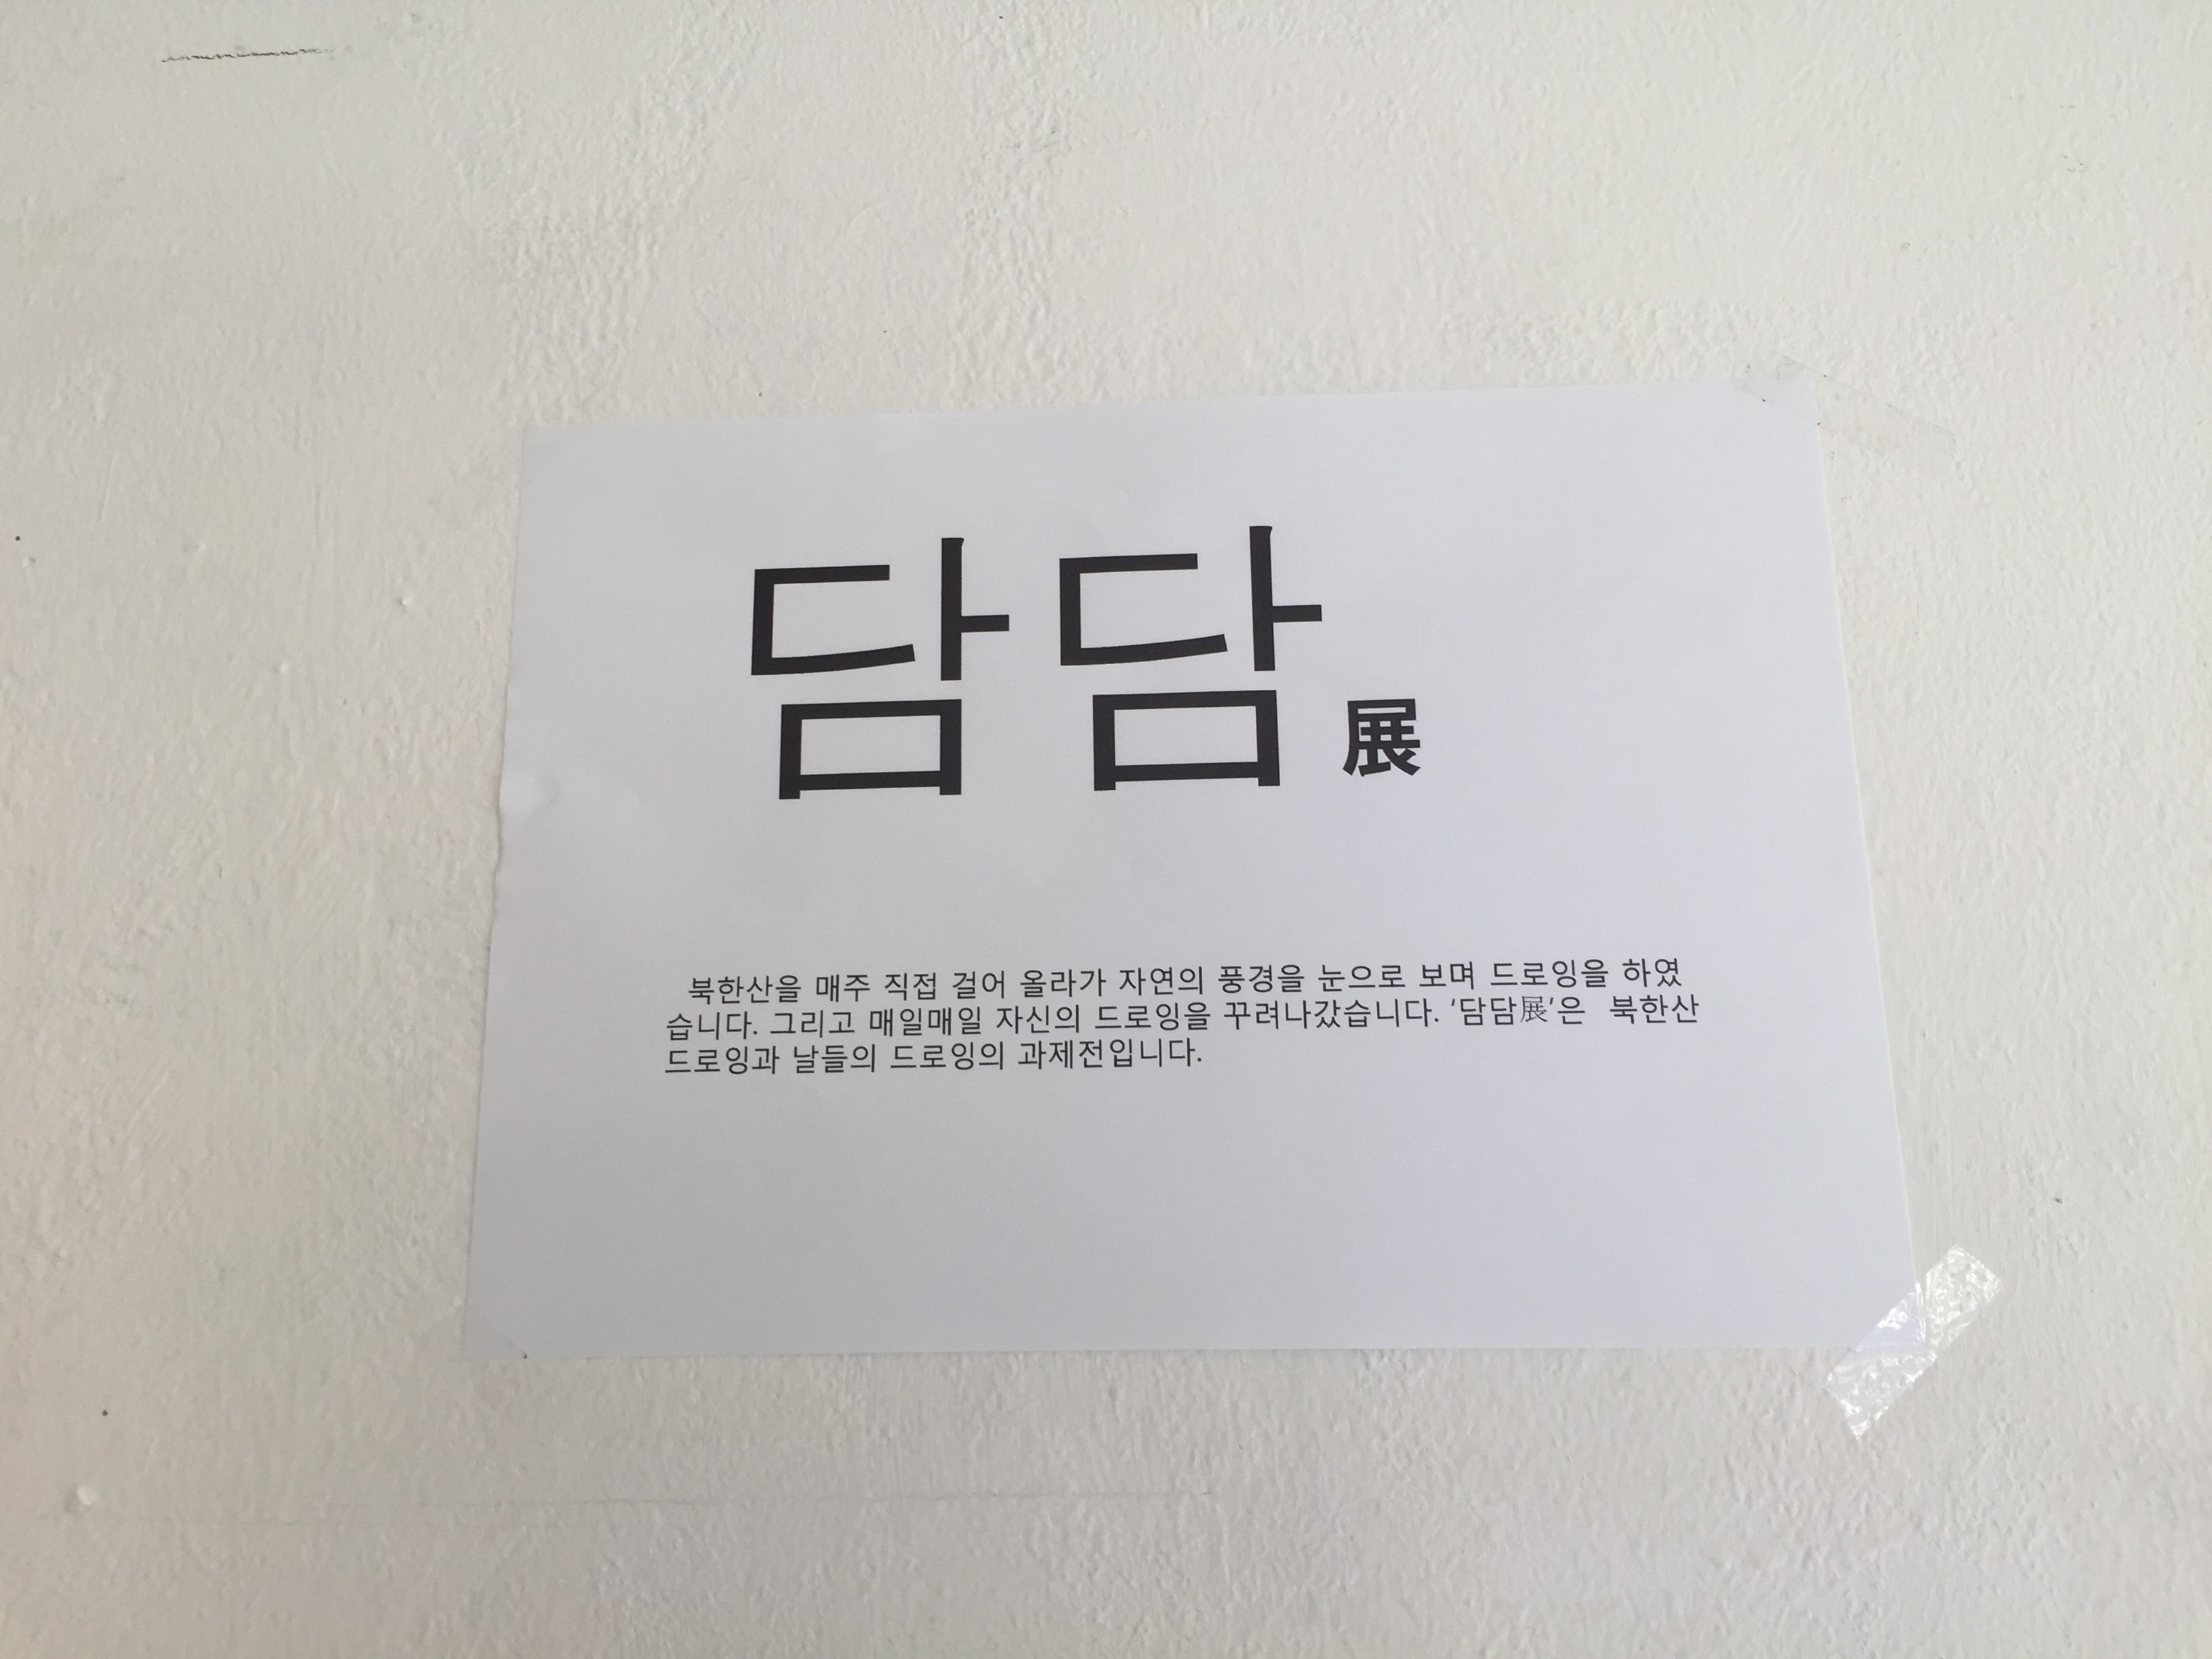 담담展
북한산을 매주 직접 걸어 올라가 자연의 풍경을 눈으로 보며 드로잉을 하였
습니다. 그리고 매일매일 자신의 드로잉을 꾸려나갔습니다. ‘담담展’은 북한산
드로잉과 날들의 드로잉의 과제전입니다.